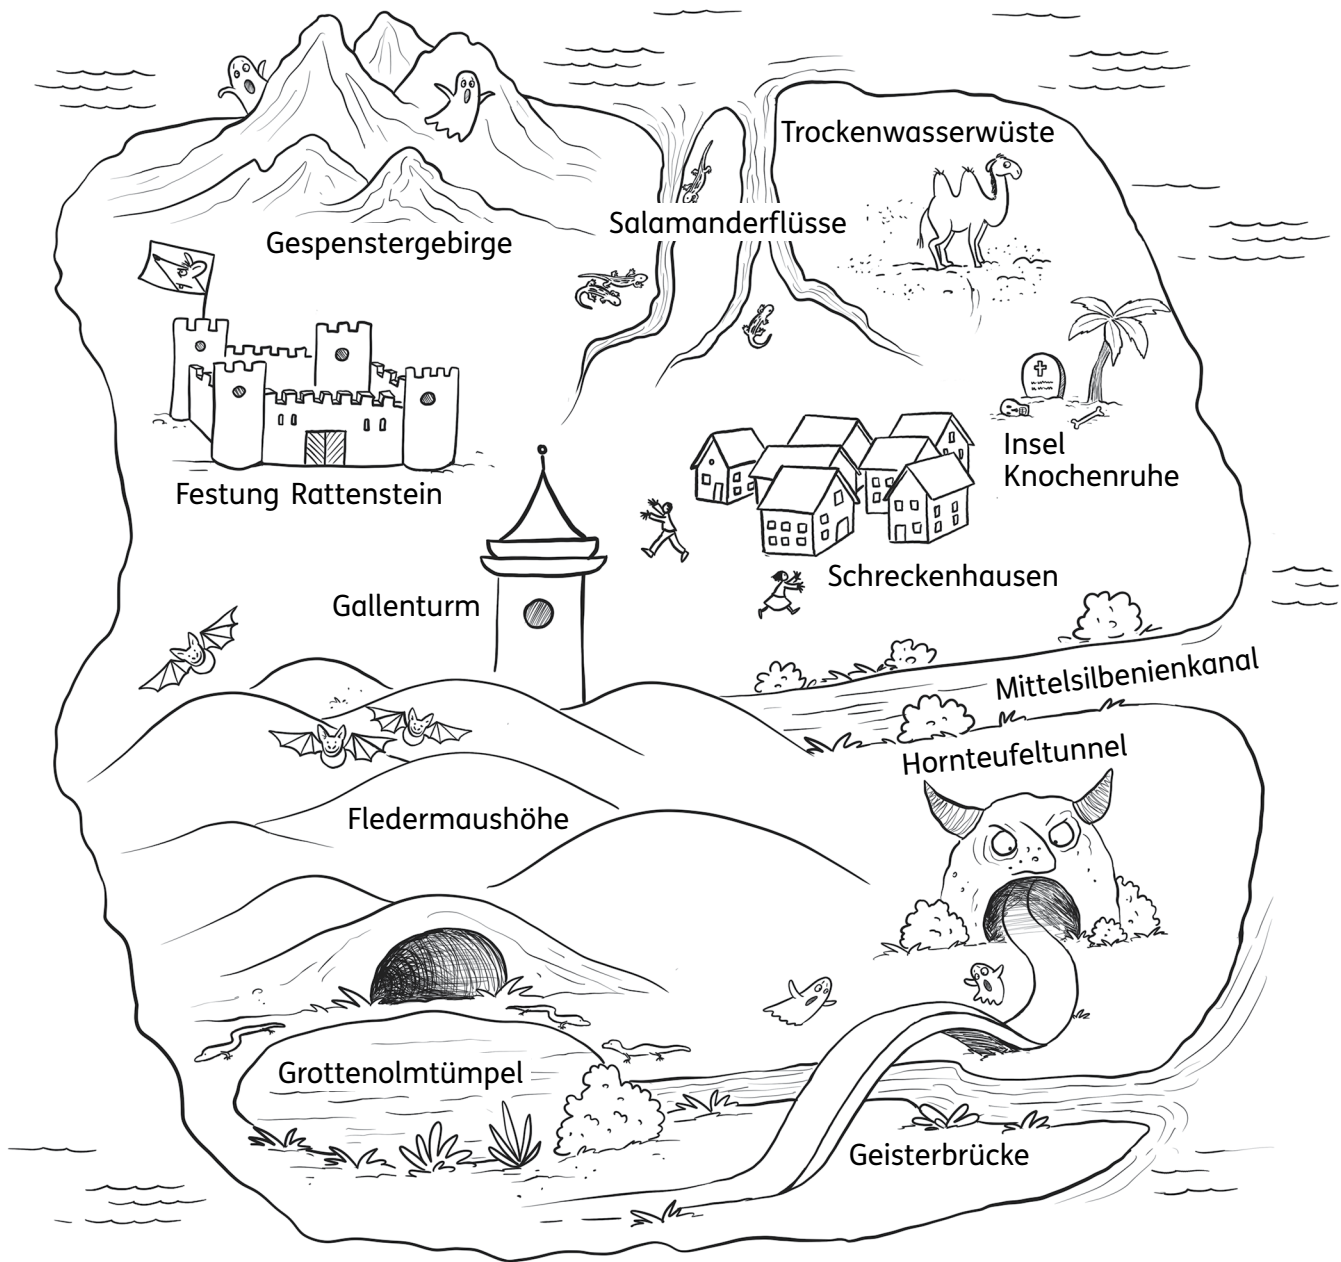 Trockenwasserwüste
Salamanderflüsse
Gespenstergebirge
Insel
Knochenruhe
Festung Rattenstein
Schreckenhausen
Gallenturm
Mittelsilbenienkanal
Hornteufeltunnel
Fledermaushöhe
Grottenolmtümpel
Geisterbrücke